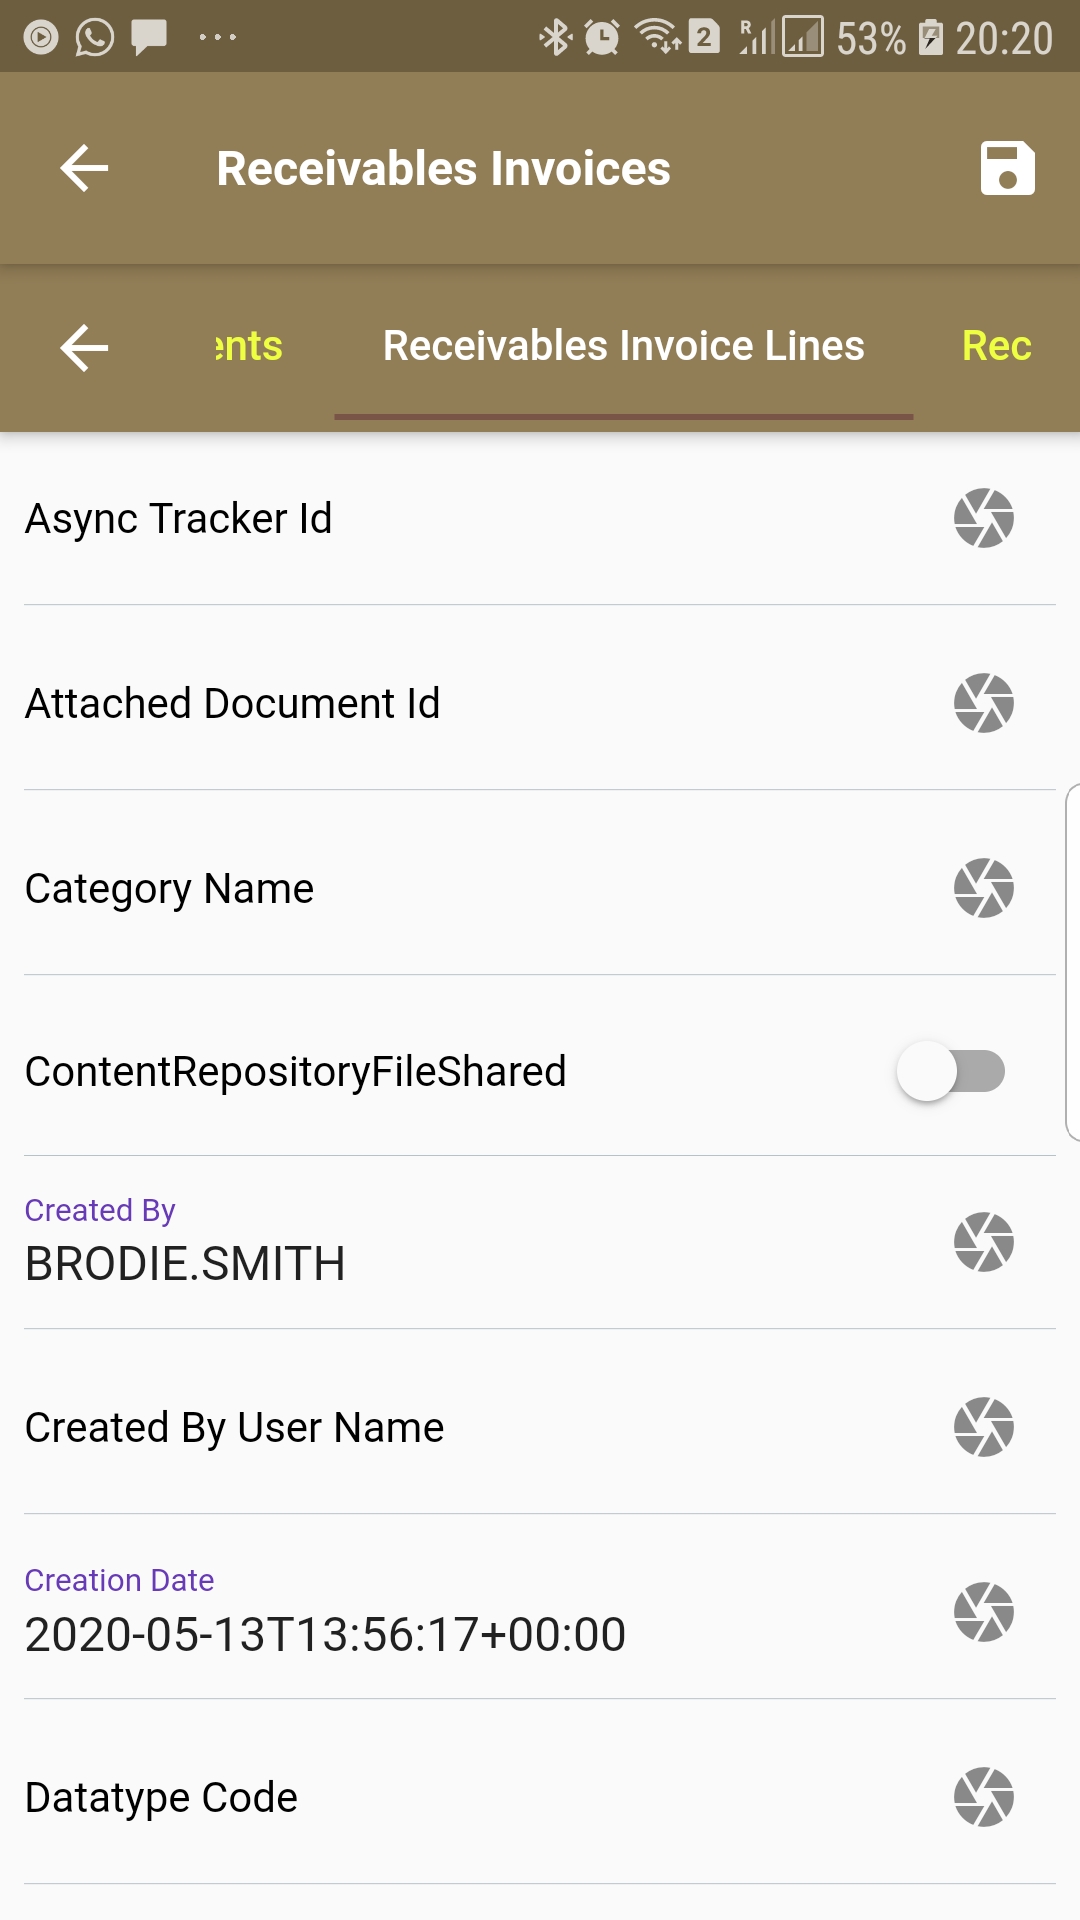 53% 20:20
Receivables Invoices
ents Receivables Invoice Lines Rec
Async Tracker Id
Attached Document Id
Category Name
ContentRepositoryFileShared
Created By
BRODIE.SMITH
Created By User Name
Creation Date
2020-05-13T13:56:17+00:00
Datatype Code